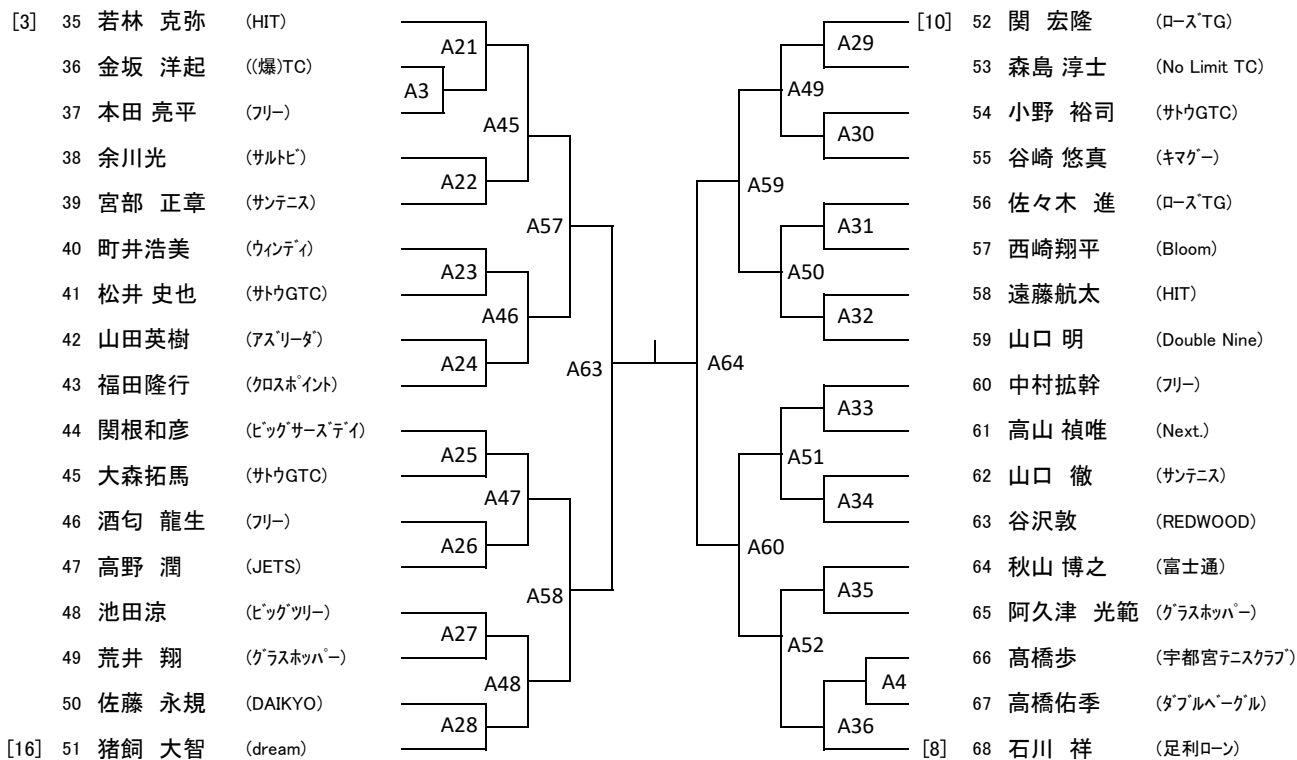 [3] 35 若林 克弥 (HIT)
36 金坂 洋起 ((爆)TC)
37 本田 亮平 (ﾌﾘｰ)
38 余川光 (ｻﾙﾄﾋﾞ)
39 宮部 正章 (ｻﾝﾃﾆｽ)
40 町井浩美 (ｳｨﾝﾃﾞｨ)
41 松井 史也 (ｻﾄｳGTC)
42 山田英樹 (ｱｽﾞﾘｰﾀﾞ)
43 福田隆行 (ｸﾛｽﾎﾟｲﾝﾄ)
44 関根和彦 (ﾋﾞｯｸﾞｻｰｽﾞﾃﾞｲ)
45 大森拓馬 (ｻﾄｳGTC)
46 酒匂 龍生 (ﾌﾘｰ)
47 高野 潤 (JETS)
48 池田涼 (ﾋﾞｯｸﾞﾂﾘｰ)
49 荒井 翔 (ｸﾞﾗｽﾎｯﾊﾟｰ)
50 佐藤 永規 (DAIKYO)
[16] 51 猪飼 大智 (dream)
A21
A3
A45
A22
A57
A23
A46
A24
A63
A25
A47
A26
A58
A27
A48
A28
A29
A49
A30
A59
A31
A50
A32
A64
A33
A51
A34
A60
A35
A52
A4
A36
[10] 52 関 宏隆 (ﾛｰｽﾞTG)
53 森島 淳士 (No Limit TC)
54 小野 裕司 (ｻﾄｳGTC)
55 谷崎 悠真 (ｷﾏｸﾞｰ)
56 佐々木 進 (ﾛｰｽﾞTG)
57 西崎翔平 (Bloom)
58 遠藤航太 (HIT)
59 山口 明 (Double Nine)
60 中村拡幹 (ﾌﾘｰ)
61 高山 禎唯 (Next.)
62 山口 徹 (ｻﾝﾃﾆｽ)
63 谷沢敦 (REDWOOD)
64 秋山 博之 (富士通)
65 阿久津 光範 (ｸﾞﾗｽﾎｯﾊﾟｰ)
66 髙橋歩 (宇都宮ﾃﾆｽｸﾗﾌﾞ)
67 高橋佑季 (ﾀﾞﾌﾞﾙﾍﾞｰｸﾞﾙ)
[8] 68 石川 祥 (足利ﾛｰﾝ)